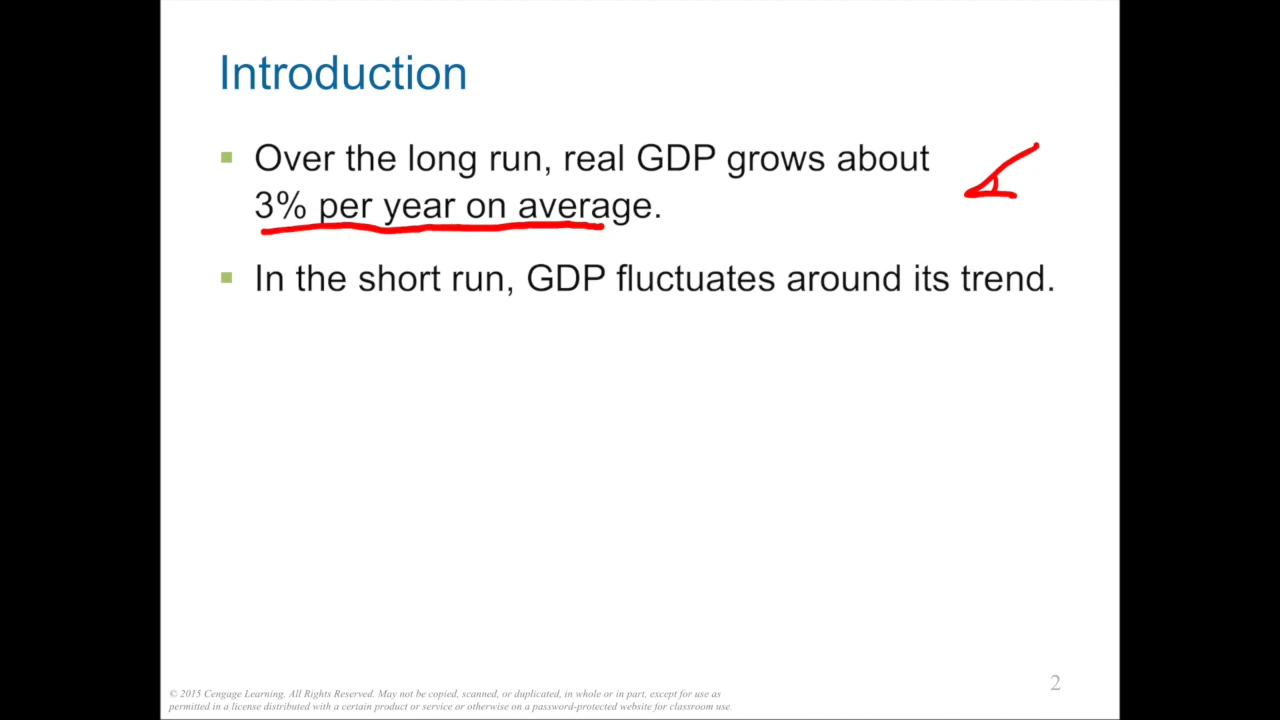 Introduction
Over the long run, real GDP grows about
3% per year on average.
In the short run, GDP fluctuates around its trend.
2
© 2015 Cengage Learning. All Rights Reserved. May not be copied, scanned, or duplicated, in whole or in part, except for use as
permitted in a license distributed with a certain product or service or otherwise on a password-protected website for classroom use.